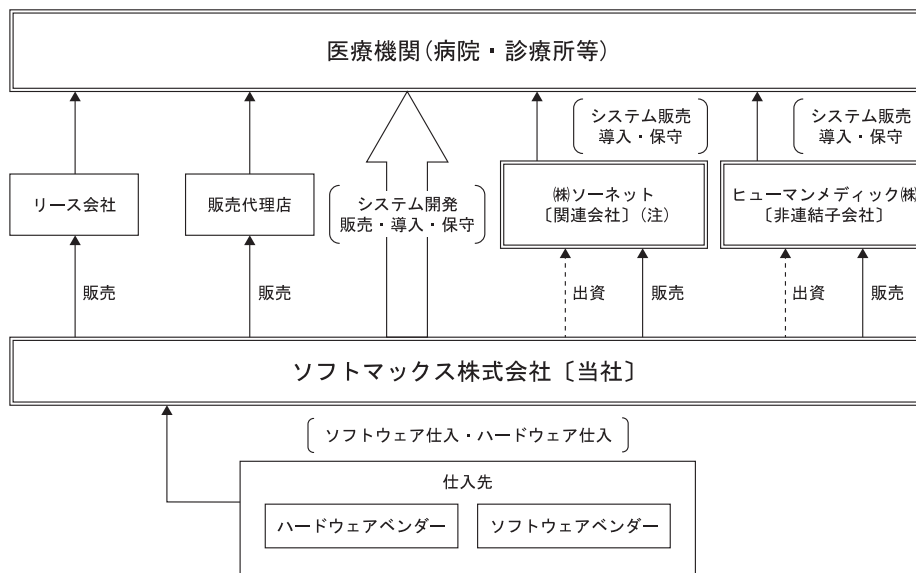 医療機関(病院・診療所等)
システム販売
導入・保守
システム販売
導入・保守
リース会社
販売代理店
システム開発
販売・導入・保守
㈱ソーネット
〔関連会社〕(注)
ヒューマンメディック㈱
〔非連結子会社〕
販売
販売
出資
販売
出資
販売
ソフトマックス株式会社〔当社〕
ソフトウェア仕入・ハードウェア仕入
仕入先
ハードウェアベンダー
ソフトウェアベンダー